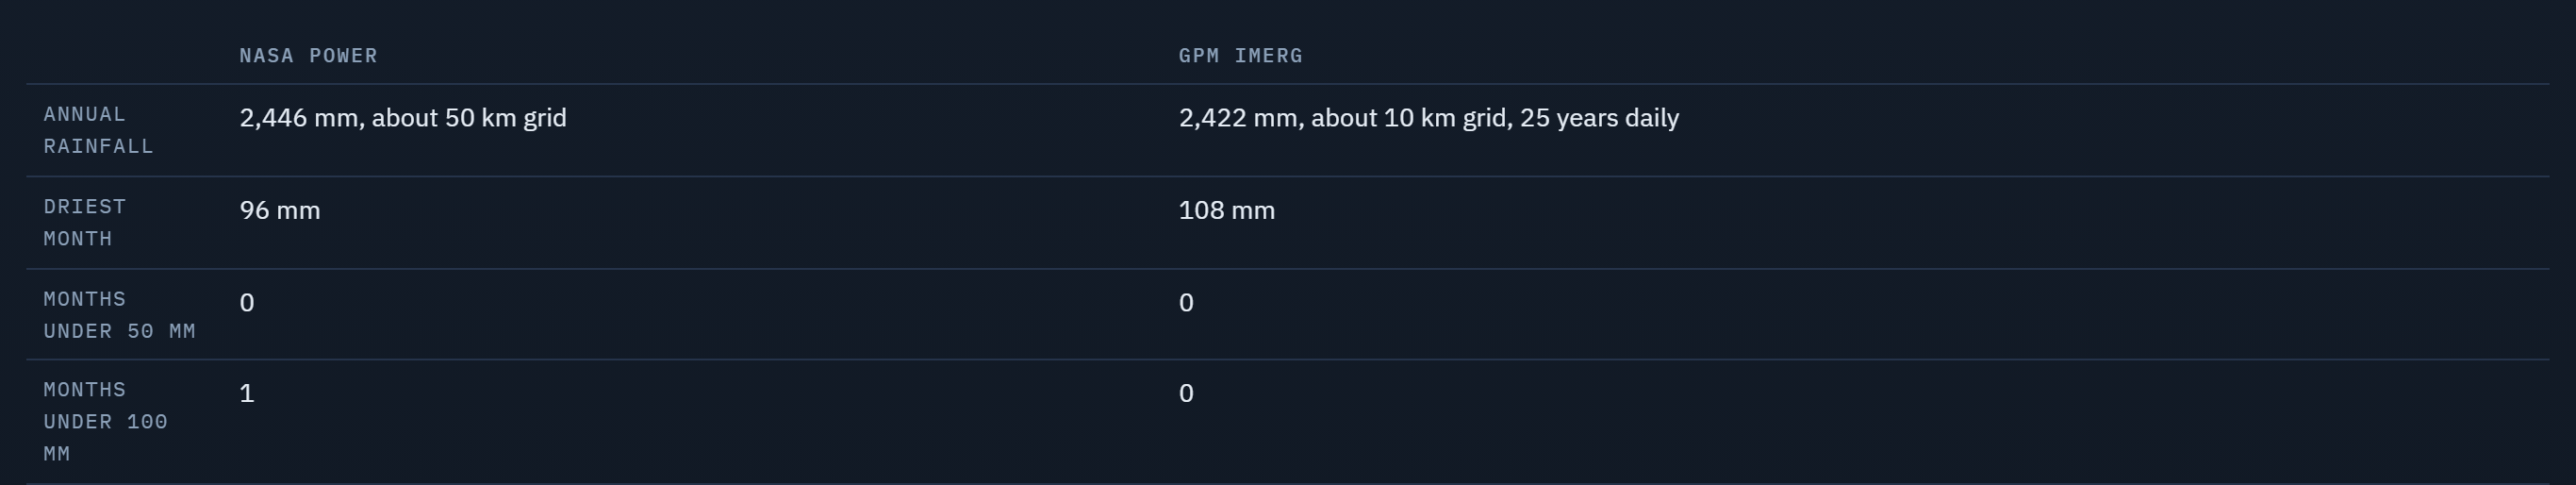 NASA POWER GPM IMERG
ANNUAL RAINFALL 2,446 mm, about 50 km grid 2,422 mm, about 10 km grid, 25 years daily
DRIEST MONTH 96 mm 108 mm
MONTHS UNDER 50 MM 0 0
MONTHS UNDER 100 MM 1 0